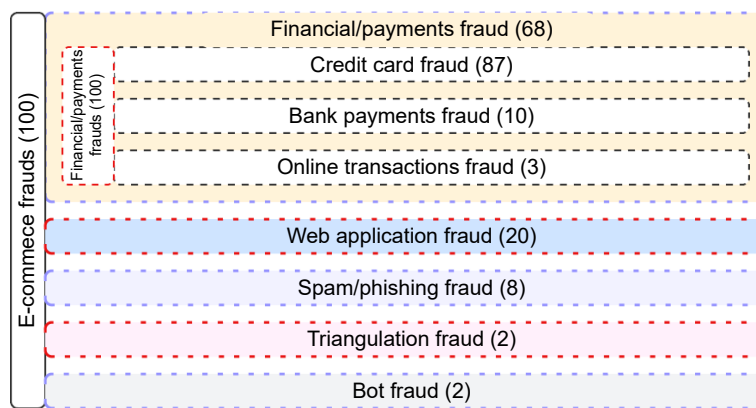 E-commece frauds (100)
Financial/payments fraud (68)
Financial/payments
frauds (100)
Credit card fraud (87)
Bank payments fraud (10)
Online transactions fraud (3)
Web application fraud (20)
Spam/phishing fraud (8)
Triangulation fraud (2)
Bot fraud (2)